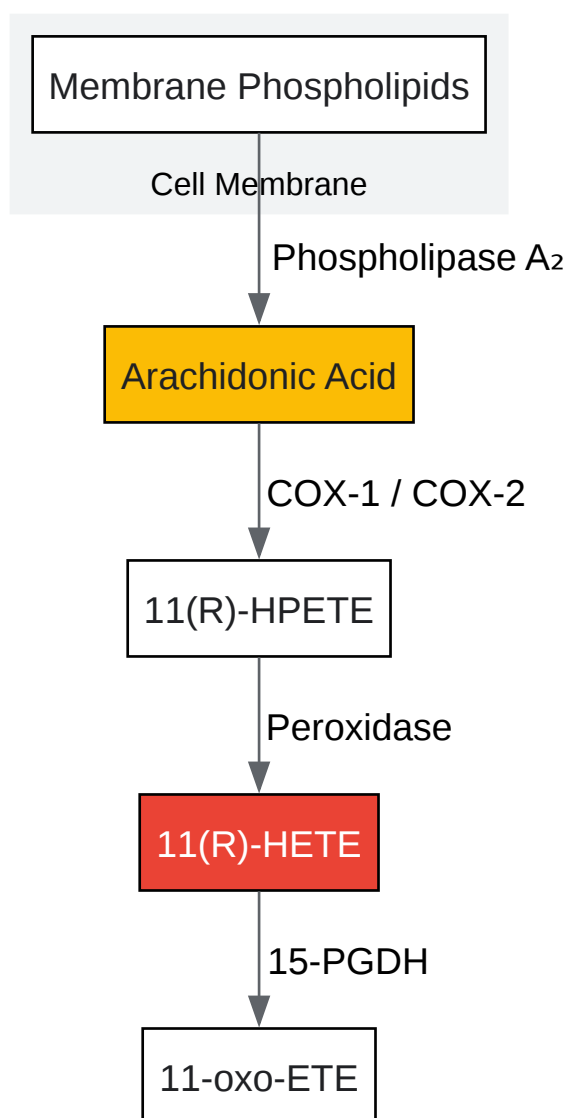 Membrane Phospholipids
Cell Membrane
Phospholipase A₂
Arachidonic Acid
COX-1 / COX-2
11(R)-HPETE
Peroxidase
11(R)-HETE
15-PGDH
11-oxo-ETE